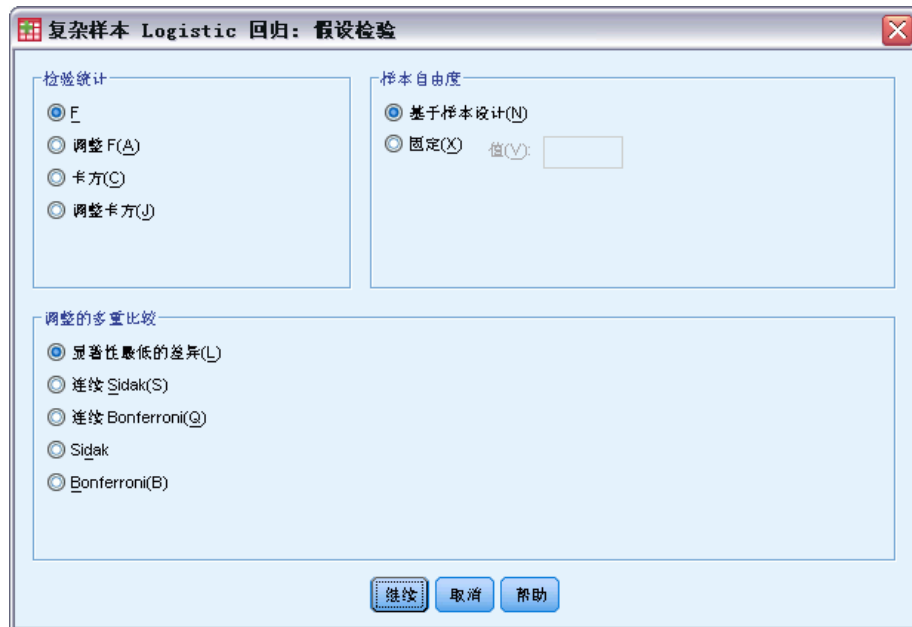 复杂样本 Logistic 回归: 假设检验
检验统计
F
调整 F(A)
卡方(C)
调整卡方(J)
样本自由度
基于样本设计(N)
固定(X) 值(V):
调整的多重比较
显著性最低的差异(L)
连续 Sidak(S)
连续 Bonferroni(Q)
Sidak
Bonferroni(B)
继续 取消 帮助